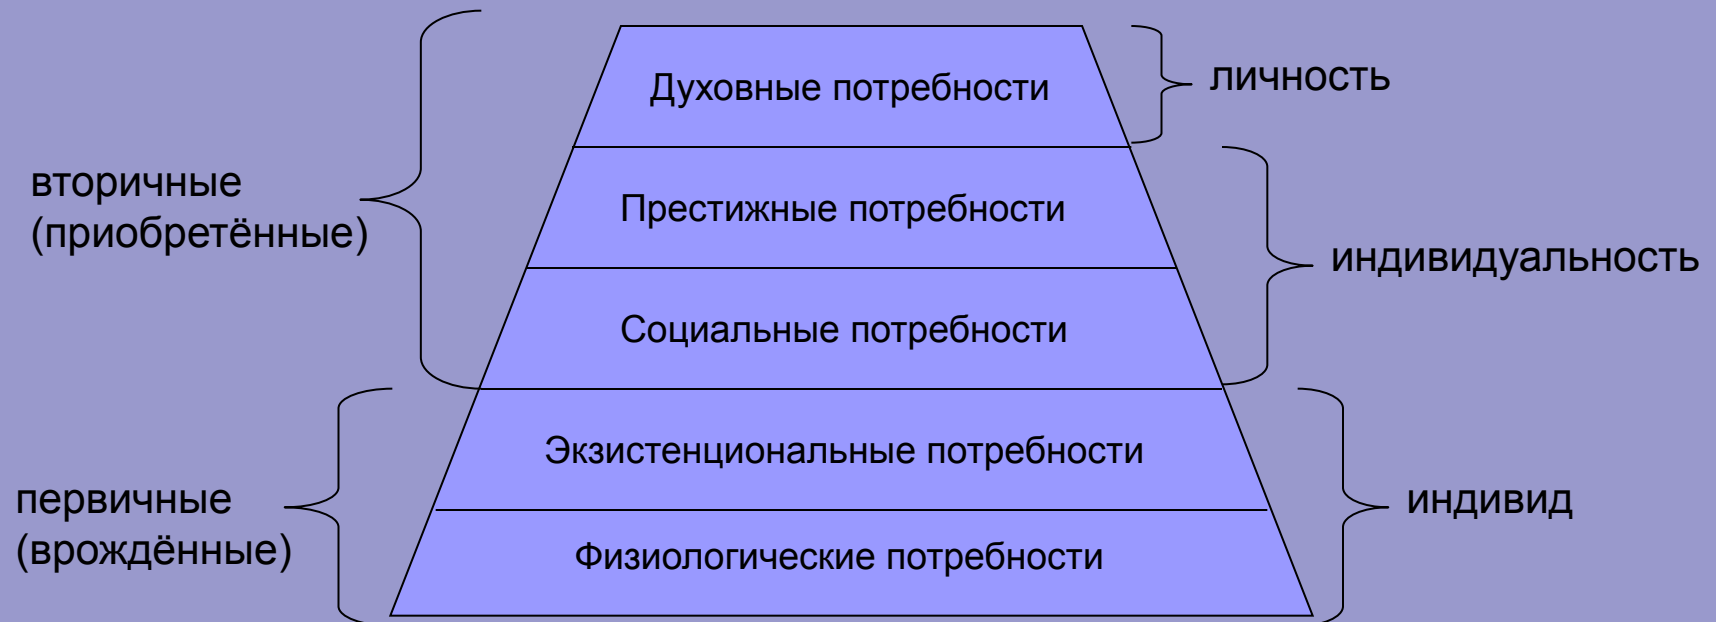 Духовные потребности
личность
вторичные
(приобретённые)
Престижные потребности
индивидуальность
Социальные потребности
Экзистенциональные потребности
первичные
(врождённые)
индивид
Физиологические потребности